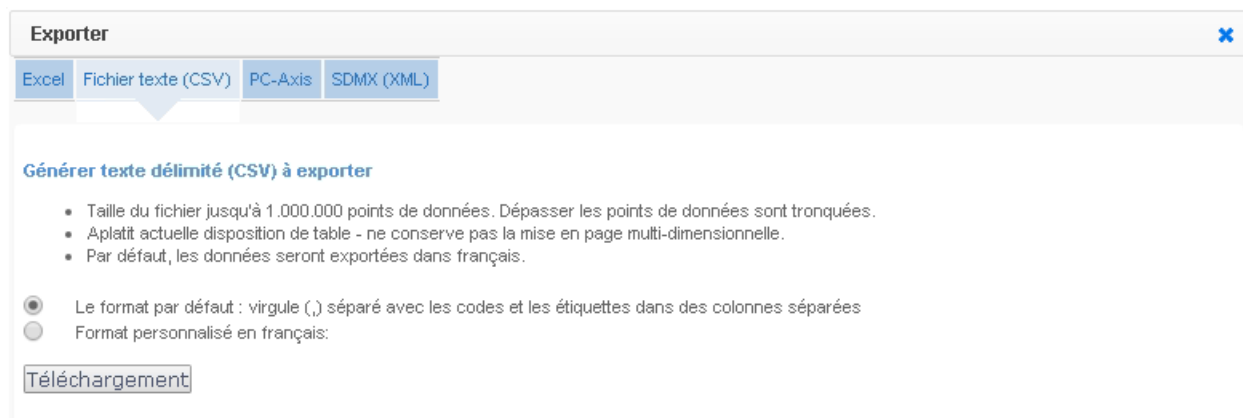 Exporter
Excel Fichier texte (CSV) PC-Axis SDMX (XML)
Générer texte délimité (CSV) à exporter
Taille du fichier jusqu'à 1.000.000 points de données. Dépasser les points de données sont tronquées.
Aplatit actuelle disposition de table - ne conserve pas la mise en page multi-dimensionnelle.
Par défaut, les données seront exportées dans français.
Le format par défaut : virgule (,) séparé avec les codes et les étiquettes dans des colonnes séparées
Format personnalisé en français:
Téléchargement